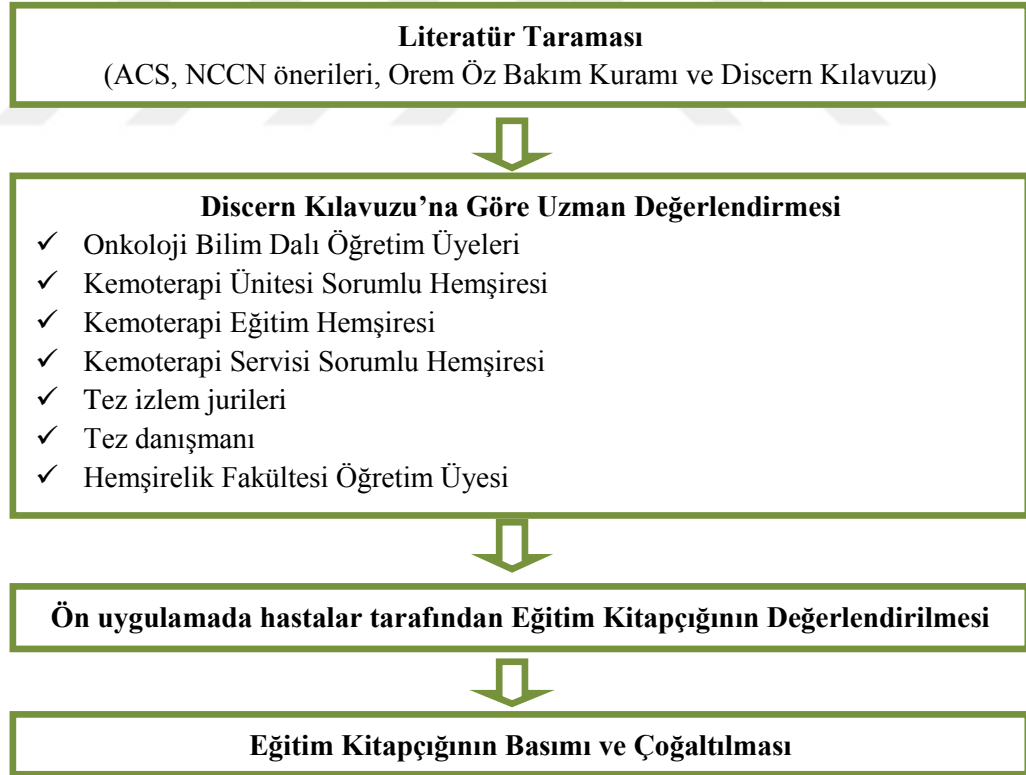 Literatür Taraması
(ACS, NCCN önerileri, Orem Öz Bakım Kuramı ve Discern Kılavuzu)
Discern Kılavuzu’na Göre Uzman Değerlendirmesi
✓ Onkoloji Bilim Dalı Öğretim Üyeleri
✓ Kemoterapi Ünitesi Sorumlu Hemşiresi
✓ Kemoterapi Eğitim Hemşiresi
✓ Kemoterapi Servisi Sorumlu Hemşiresi
✓ Tez izlem jurileri
✓ Tez danışmanı
✓ Hemşirelik Fakültesi Öğretim Üyesi
Ön uygulamada hastalar tarafından Eğitim Kitapçığının Değerlendirilmesi
Eğitim Kitapçığının Basımı ve Çoğaltılması